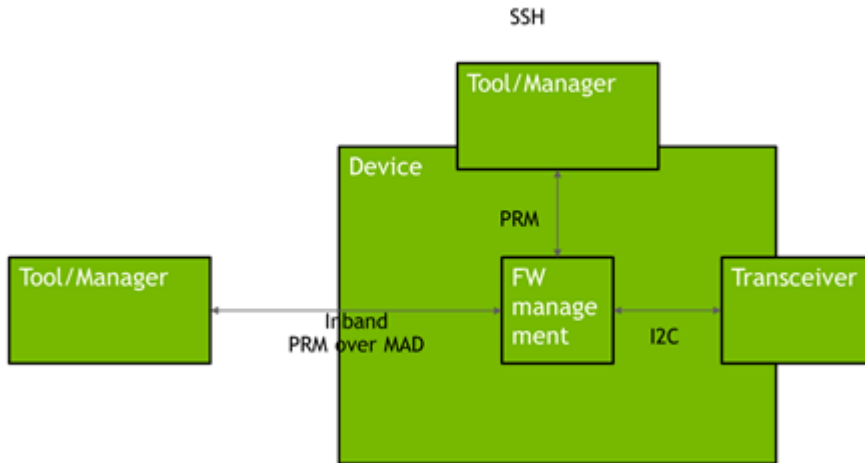 SSH
Tool/Manager
Device
PRM
Tool/Manager
FW
manage
ment
Transceiver
Inband
PRM over MAD
I2C